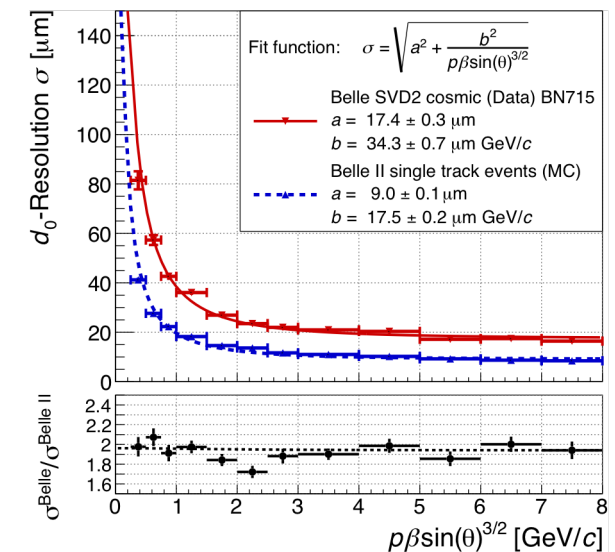 d₀-Resolution σ [μm]
140
120
100
80
60
40
20
0
Fit function: σ = √(a² + b² / pβsin(θ)^3/2)
Belle SVD2 cosmic (Data) BN715
a = 17.4 ± 0.3 μm
b = 34.3 ± 0.7 μm GeV/c
Belle II single track events (MC)
a = 9.0 ± 0.1 μm
b = 17.5 ± 0.2 μm GeV/c
σ^Belle/σ^Belle II
2.4
2.2
2
1.8
1.6
0 1 2 3 4 5 6 7 8
pβsin(θ)^3/2 [GeV/c]